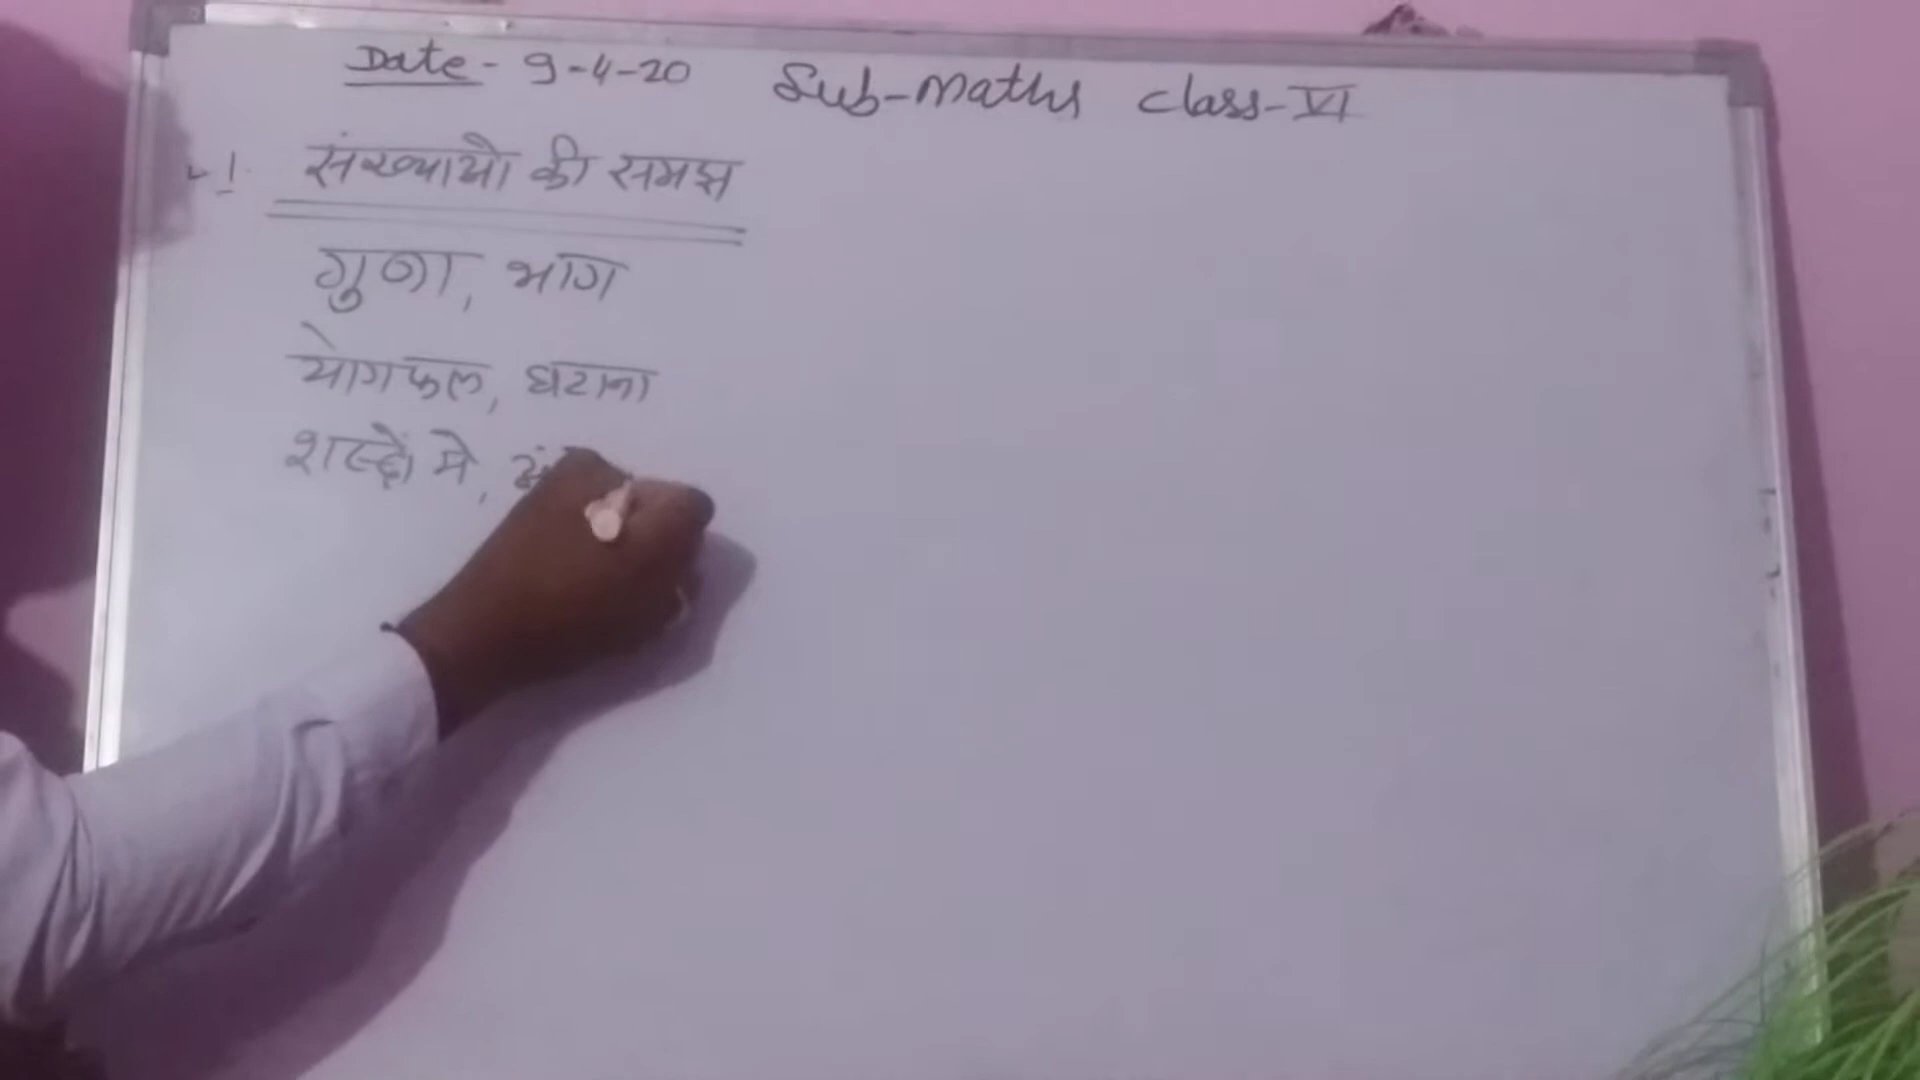 Date - 9-4-20 Sub-Maths Class-VI
1. संख्यायो की समझ
गुणा, भाग
योगफल, घटाना
शब्दों मे,